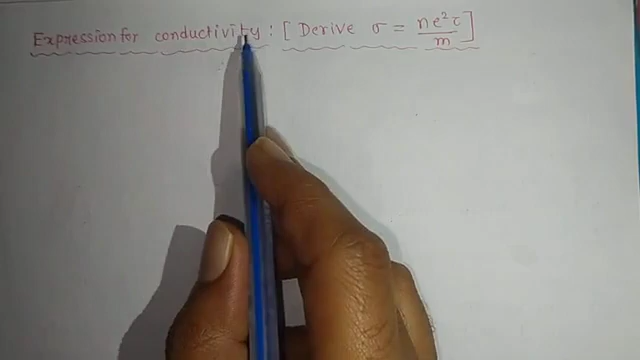 Expression for conductivity : [ Derive σ = ne²τ/m ]